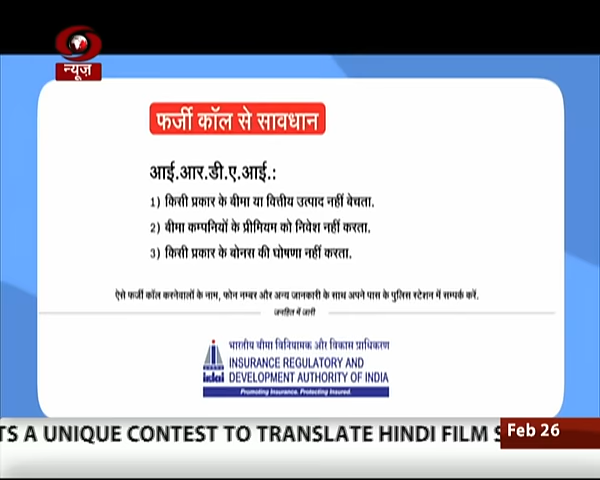 न्यूज़
फर्जी कॉल से सावधान
आई.आर.डी.ए.आई.:
1) किसी प्रकार के बीमा या वित्तीय उत्पाद नहीं बेचता.
2) बीमा कम्पनियों के प्रीमियम को निवेश नहीं करता.
3) किसी प्रकार के बोनस की घोषणा नहीं करता.
ऐसे फर्जी कॉल करनेवालों के नाम, फोन नम्बर और अन्य जानकारी के साथ अपने पास के पुलिस स्टेशन में सम्पर्क करें.
जनहित में जारी
भारतीय बीमा विनियामक और विकास प्राधिकरण
irdai
INSURANCE REGULATORY AND
DEVELOPMENT AUTHORITY OF INDIA
Promoting Insurance. Protecting Insured.
TS A UNIQUE CONTEST TO TRANSLATE HINDI FILM S
Feb 26